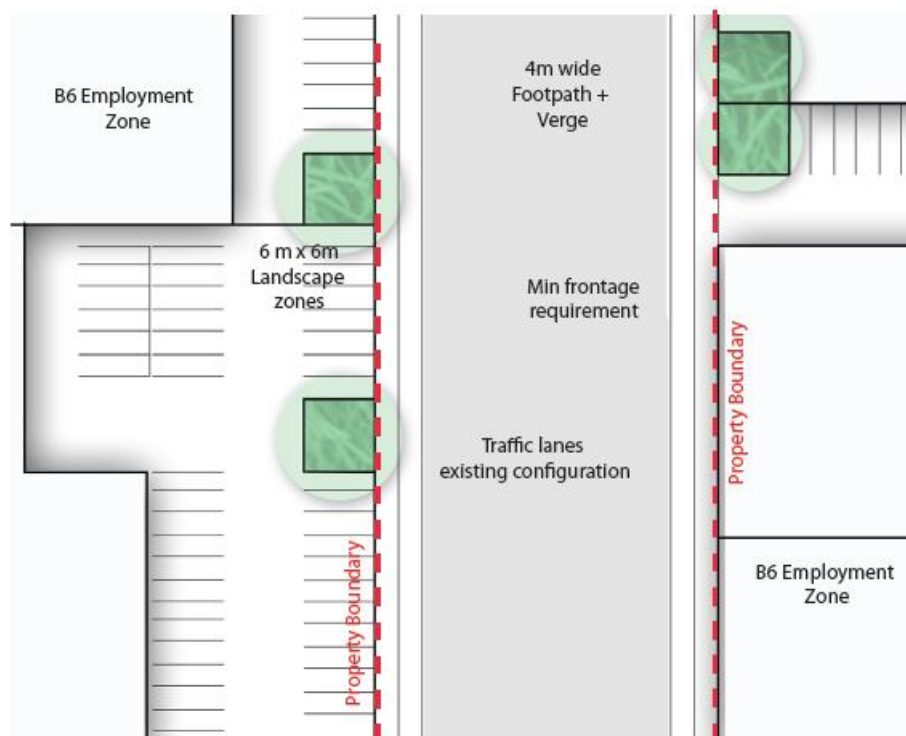 B6 Employment
Zone
4m wide
Footpath +
Verge
6 m x 6m
Landscape
zones
Min frontage
requirement
Property Boundary
Traffic lanes
existing configuration
Property Boundary
B6 Employment
Zone